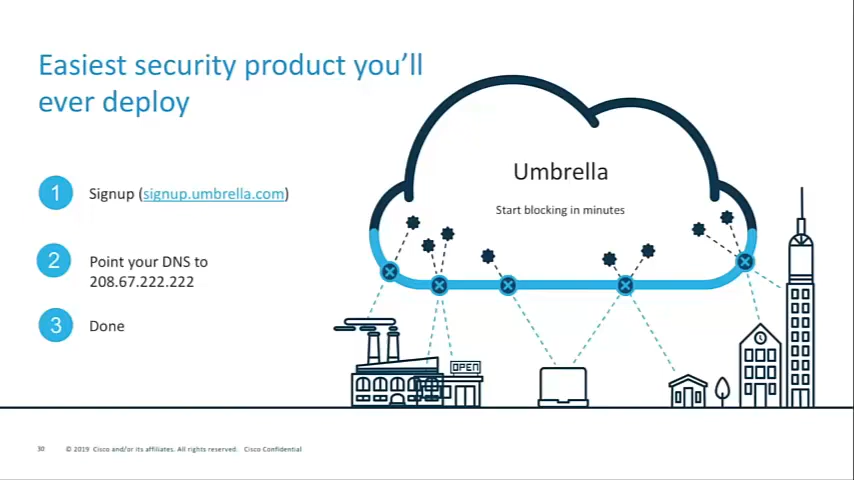 Easiest security product you’ll
ever deploy
1 Signup (signup.umbrella.com)
2 Point your DNS to
208.67.222.222
3 Done
Umbrella
Start blocking in minutes
OPEN
30 © 2019 Cisco and/or its affiliates. All rights reserved. Cisco Confidential